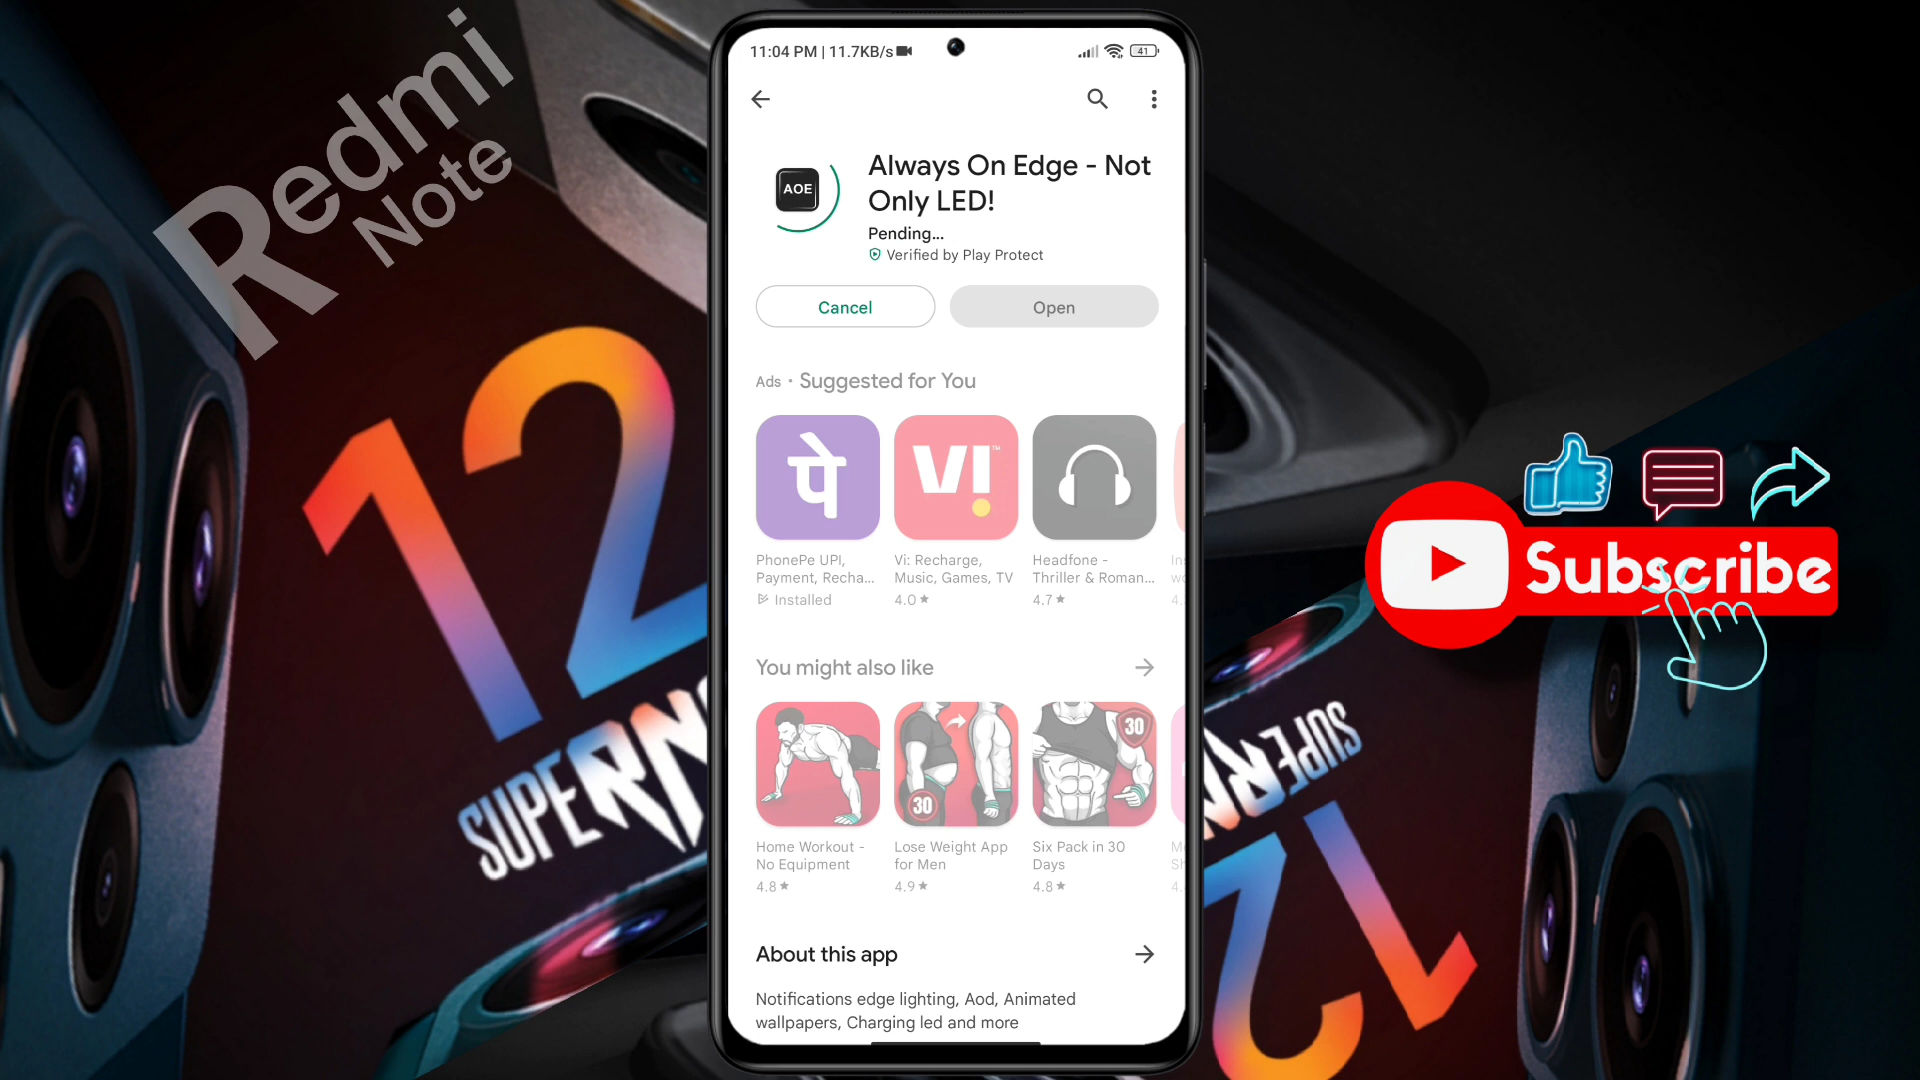 Redmi
Note
12
SUPERN
11:04 PM | 11.7KB/s
41
AOE
Always On Edge - Not
Only LED!
Pending...
Verified by Play Protect
Cancel
Open
Ads • Suggested for You
पे
VI™
PhonePe UPI,
Payment, Recha...
Installed
Vi: Recharge,
Music, Games, TV
4.0★
Headfone -
Thriller & Roman...
4.7★
You might also like
30
30
Home Workout -
No Equipment
4.8★
Lose Weight App
for Men
4.9★
Six Pack in 30
Days
4.8★
About this app
Notifications edge lighting, Aod, Animated
wallpapers, Charging led and more
Subscribe
12